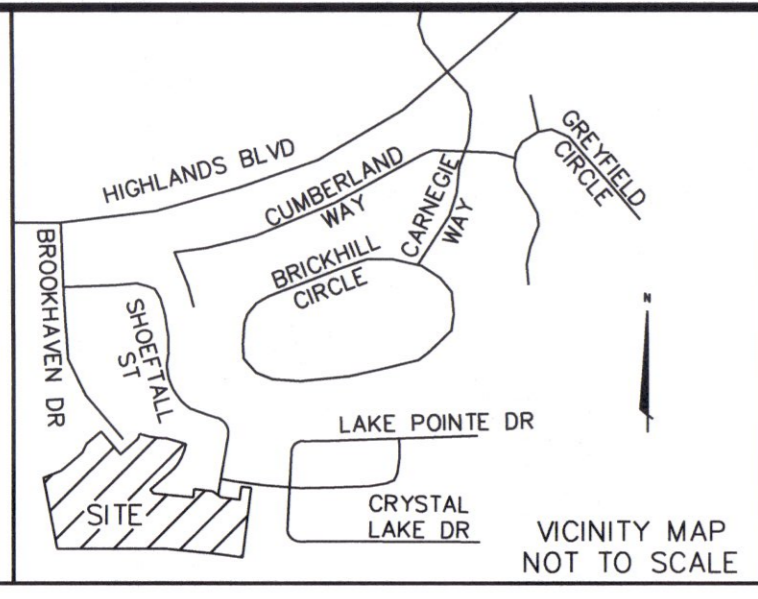 HIGHLANDS BLVD
CUMBERLAND
WAY
CARNEGIE
WAY
GREYFIELD
CIRCLE
BRICKHILL
CIRCLE
BROOKHAVEN DR
SHOEFTALL
ST
N
LAKE POINTE DR
CRYSTAL
LAKE DR
SITE
VICINITY MAP
NOT TO SCALE